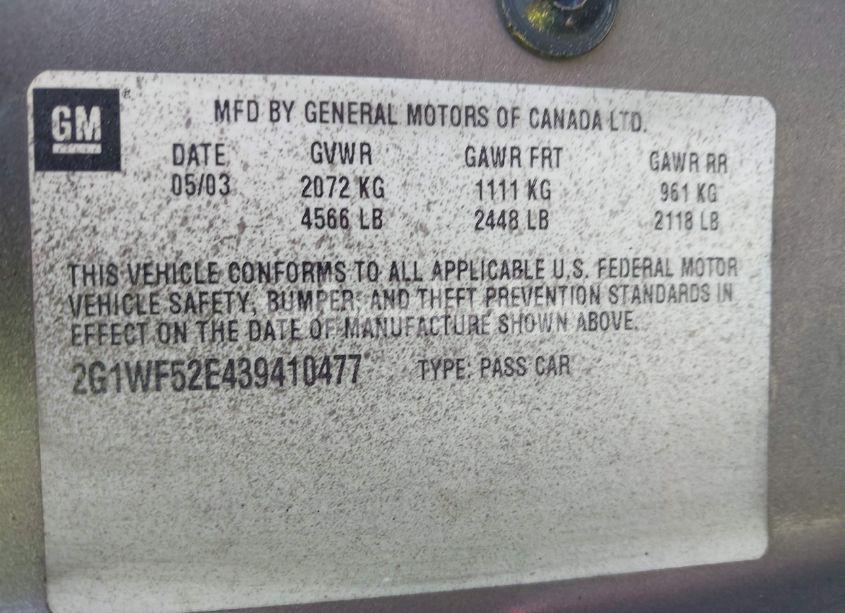 GM
MFD BY GENERAL MOTORS OF CANADA LTD.
DATE GVWR GAWR FRT GAWR RR
05/03 2072 KG 1111 KG 961 KG
4566 LB 2448 LB 2118 LB
THIS VEHICLE CONFORMS TO ALL APPLICABLE U.S. FEDERAL MOTOR
VEHICLE SAFETY, BUMPER, AND THEFT PREVENTION STANDARDS IN
EFFECT ON THE DATE OF MANUFACTURE SHOWN ABOVE.
2G1WF52E439410477 TYPE: PASS CAR